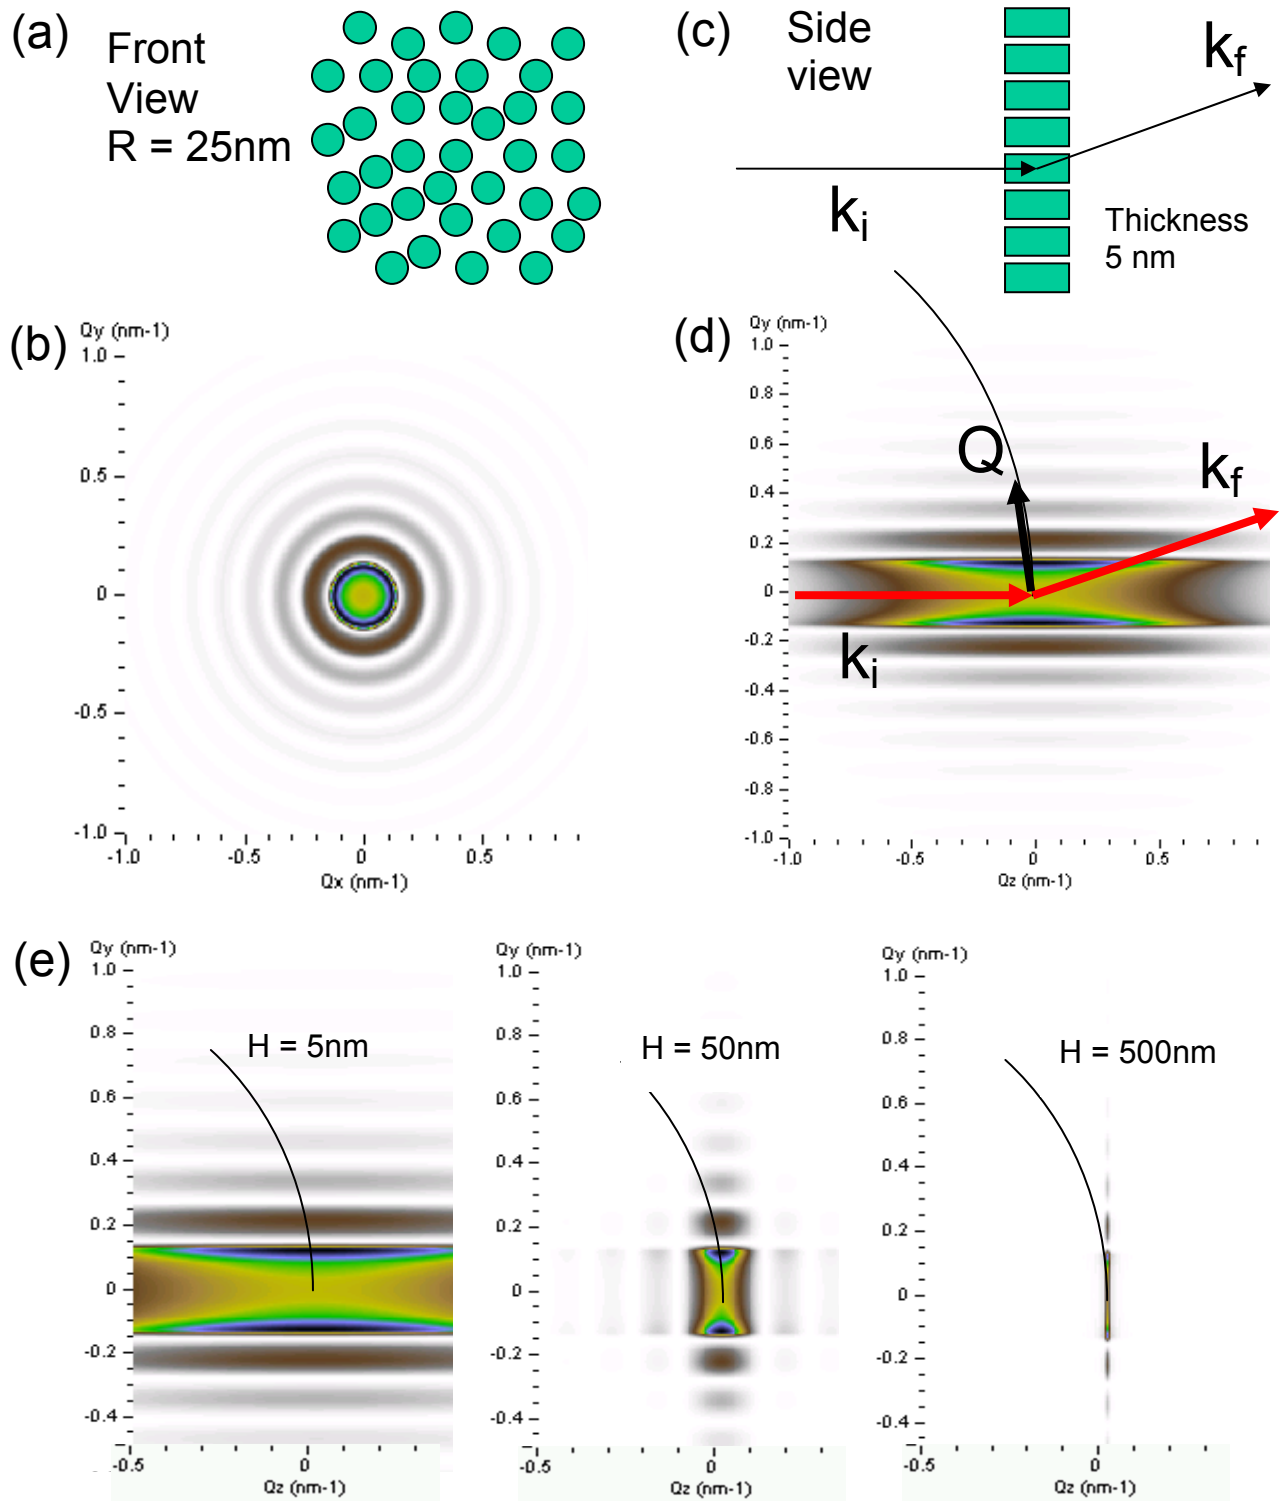 (a)
Front
View
R = 25nm
(c)
Side
view
k_i
k_f
Thickness
5 nm
(b)
Qy (nm-1)
1.0
0.5
0
-0.5
-1.0
-1.0
-0.5
0
0.5
Qx (nm-1)
(d)
Qy (nm-1)
1.0
0.8
0.6
0.4
0.2
0
-0.2
-0.4
-0.6
-0.8
-1.0
Q
k_f
k_i
-1.0
-0.5
0
0.5
Qz (nm-1)
(e)
Qy (nm-1)
1.0
0.8
0.6
0.4
0.2
0
-0.2
-0.4
H = 5nm
-0.5
0
Qz (nm-1)
Qy (nm-1)
1.0
0.8
0.6
0.4
0.2
0
-0.2
-0.4
H = 50nm
-0.5
0
Qz (nm-1)
Qy (nm-1)
1.0
0.8
0.6
0.4
0.2
0
-0.2
-0.4
H = 500nm
-0.5
0
Qz (nm-1)